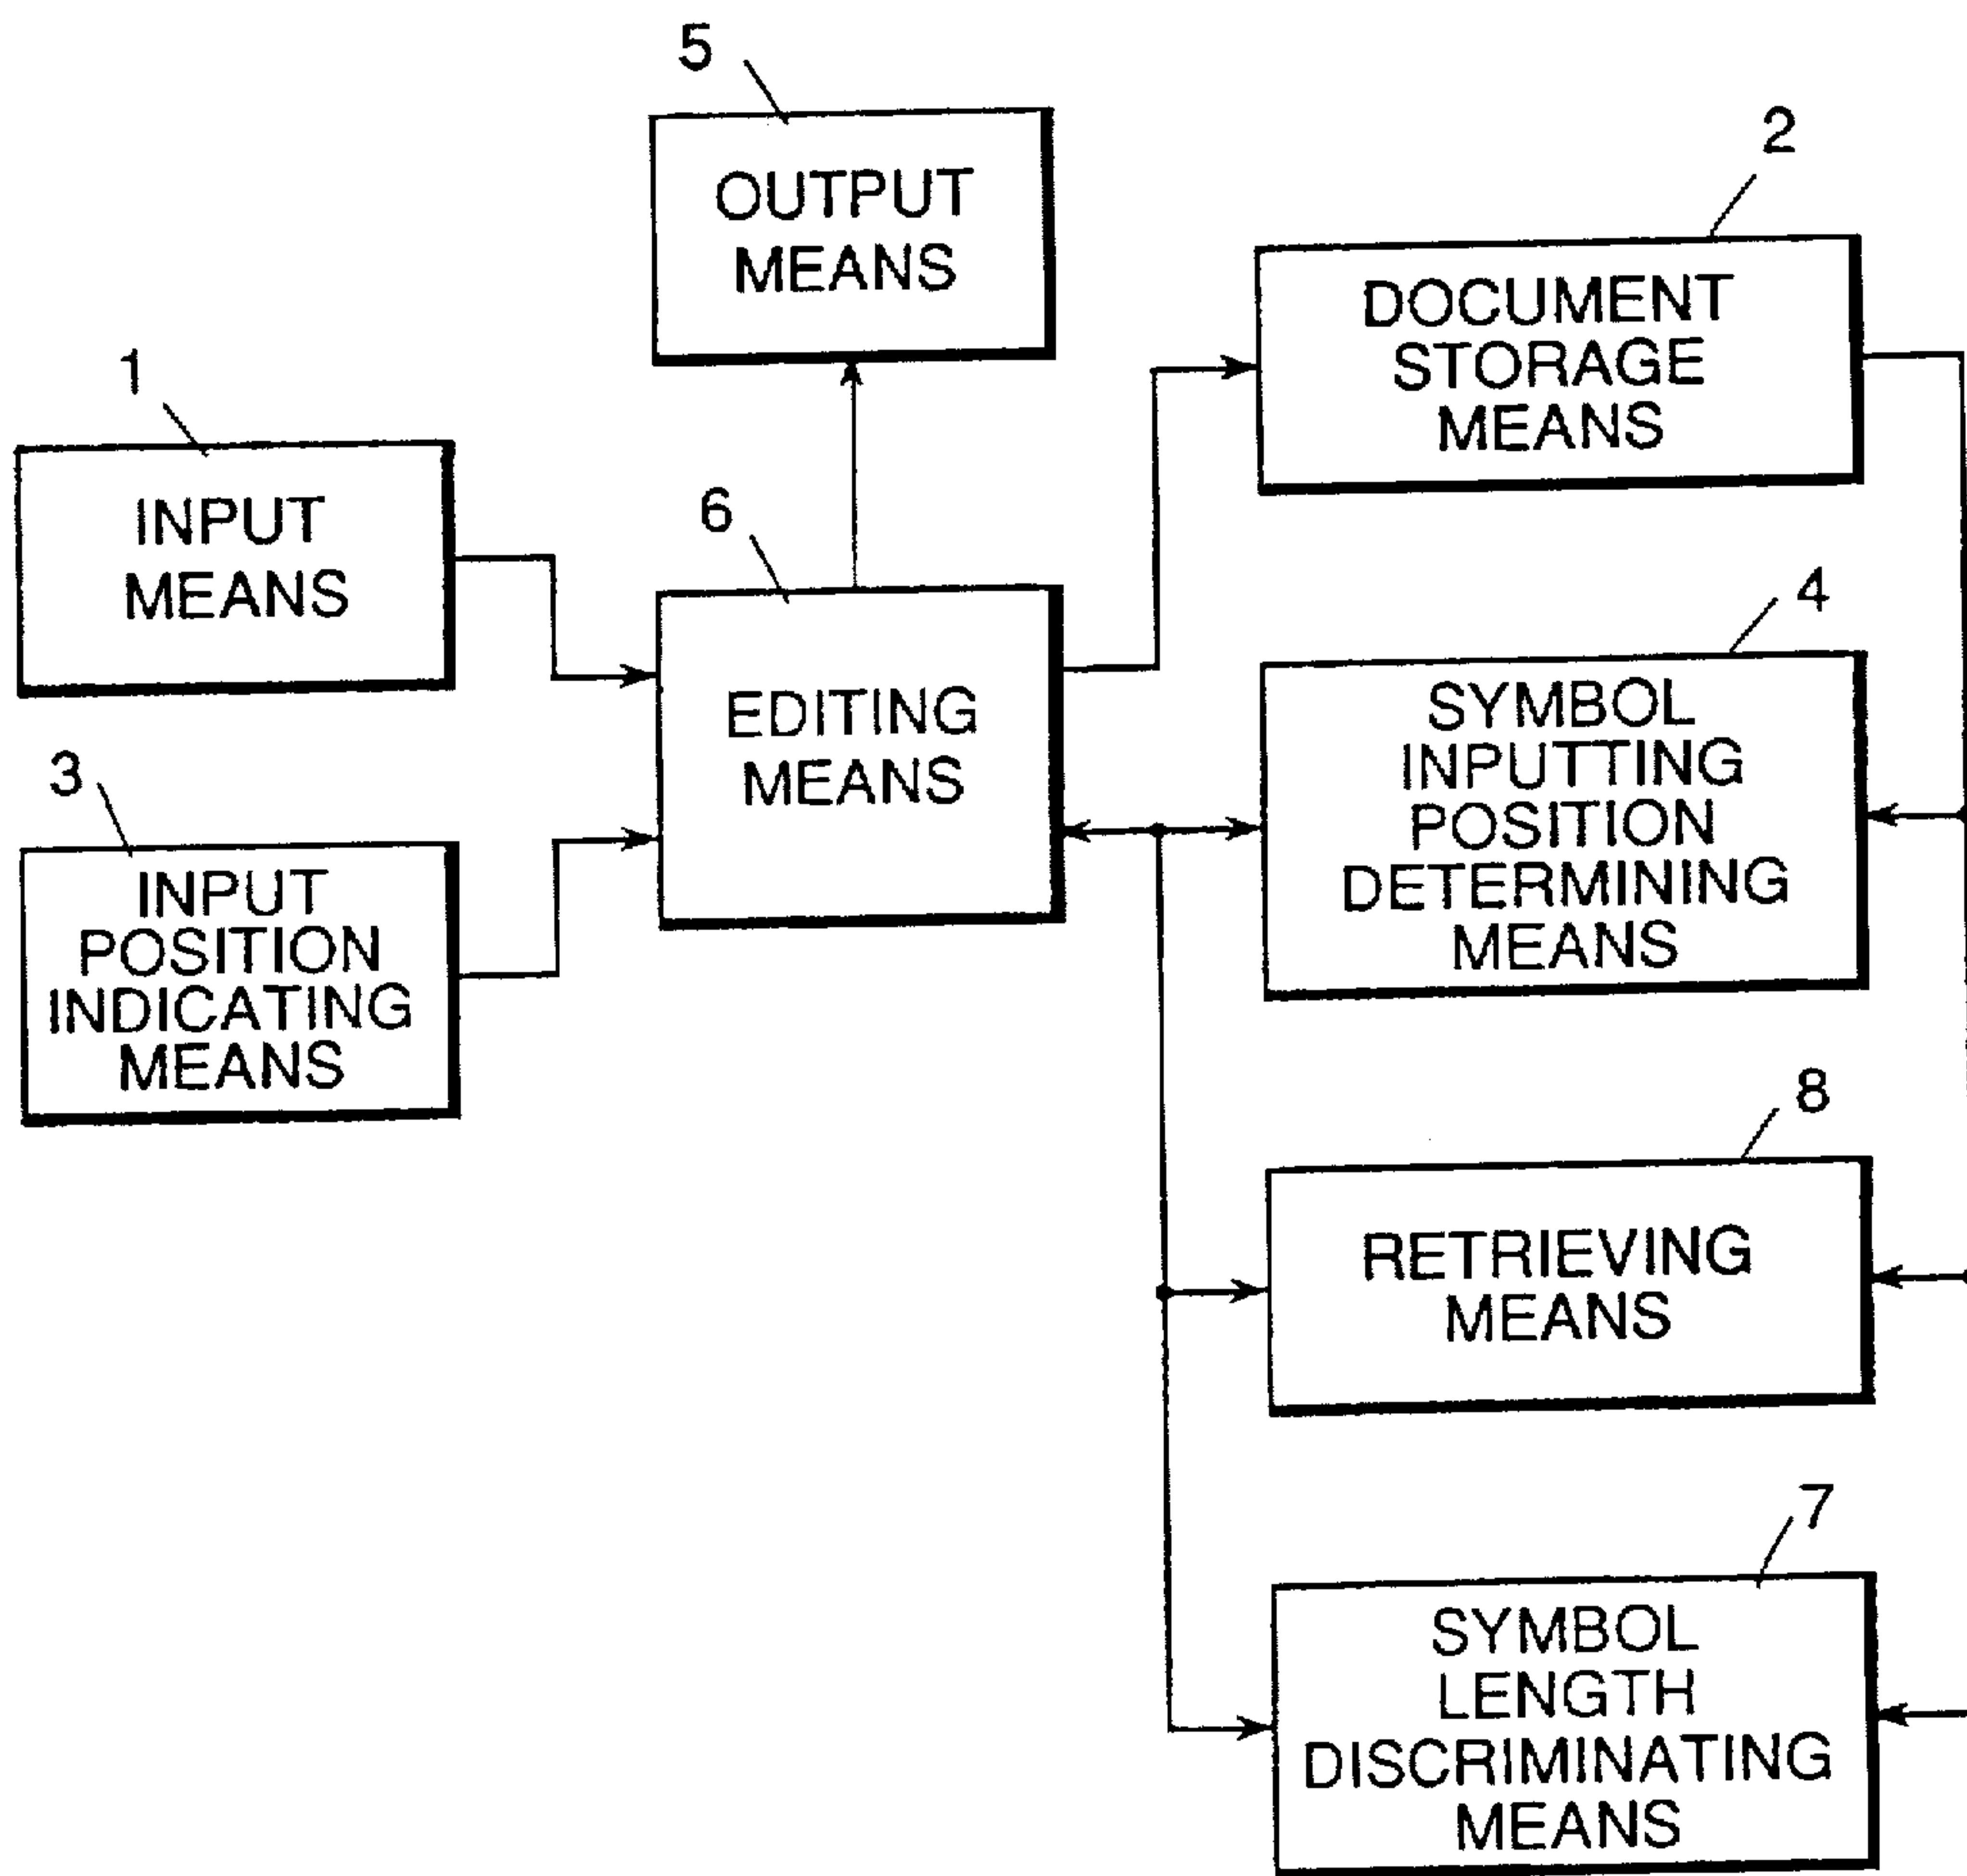 5
OUTPUT
MEANS
2
DOCUMENT
STORAGE
MEANS
1
INPUT
MEANS
6
EDITING
MEANS
4
SYMBOL
INPUTTING
POSITION
DETERMINING
MEANS
3
INPUT
POSITION
INDICATING
MEANS
8
RETRIEVING
MEANS
7
SYMBOL
LENGTH
DISCRIMINATING
MEANS